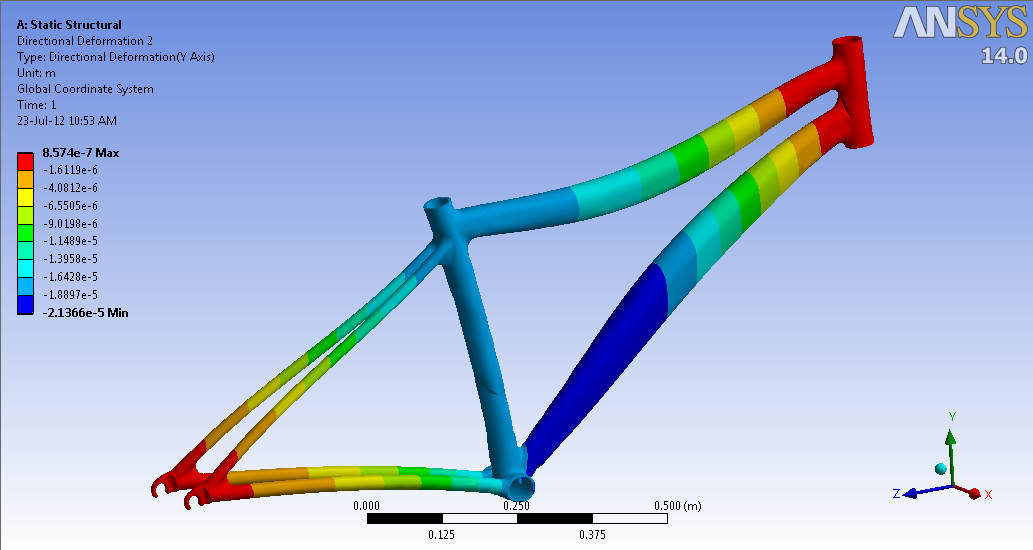 A: Static Structural
Directional Deformation 2
Type: Directional Deformation(Y Axis)
Unit: m
Global Coordinate System
Time: 1
23-Jul-12 10:53 AM
8.574e-7 Max
-1.6119e-6
-4.0812e-6
-6.5505e-6
-9.0198e-6
-1.1489e-5
-1.3958e-5
-1.6428e-5
-1.8897e-5
-2.1366e-5 Min
ANSYS
14.0
0.000 0.250 0.500 (m)
0.125 0.375
Y
Z X